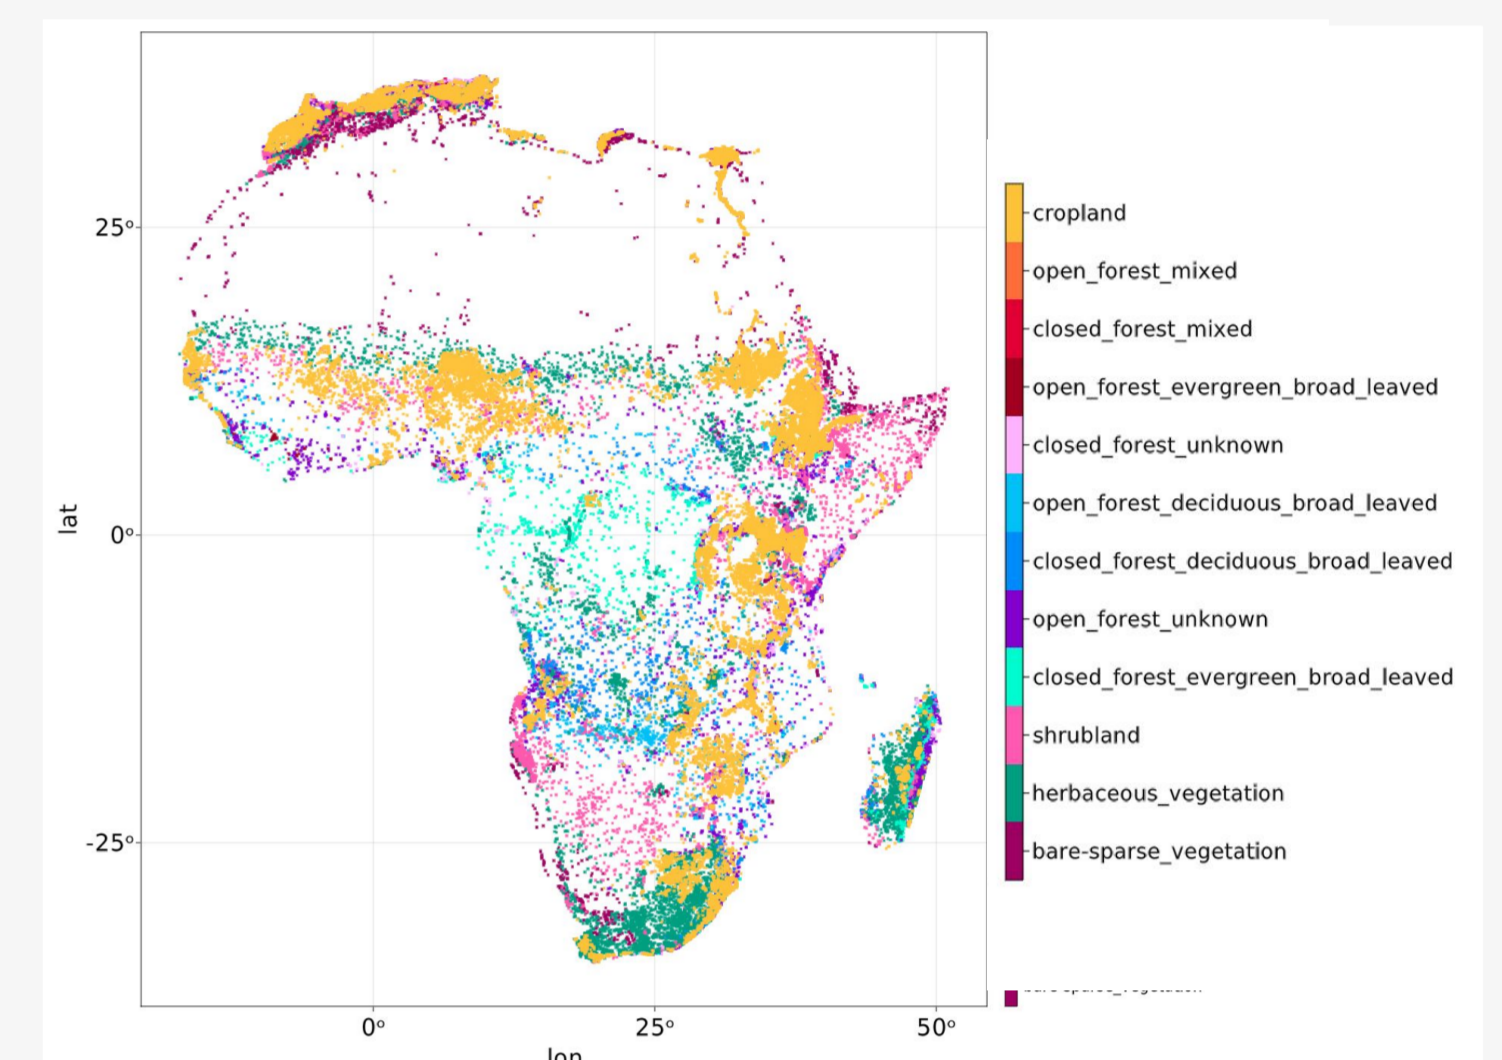 lat
25°
0°
-25°
0°
25°
50°
lon
cropland
open_forest_mixed
closed_forest_mixed
open_forest_evergreen_broad_leaved
closed_forest_unknown
open_forest_deciduous_broad_leaved
closed_forest_deciduous_broad_leaved
open_forest_unknown
closed_forest_evergreen_broad_leaved
shrubland
herbaceous_vegetation
bare-sparse_vegetation